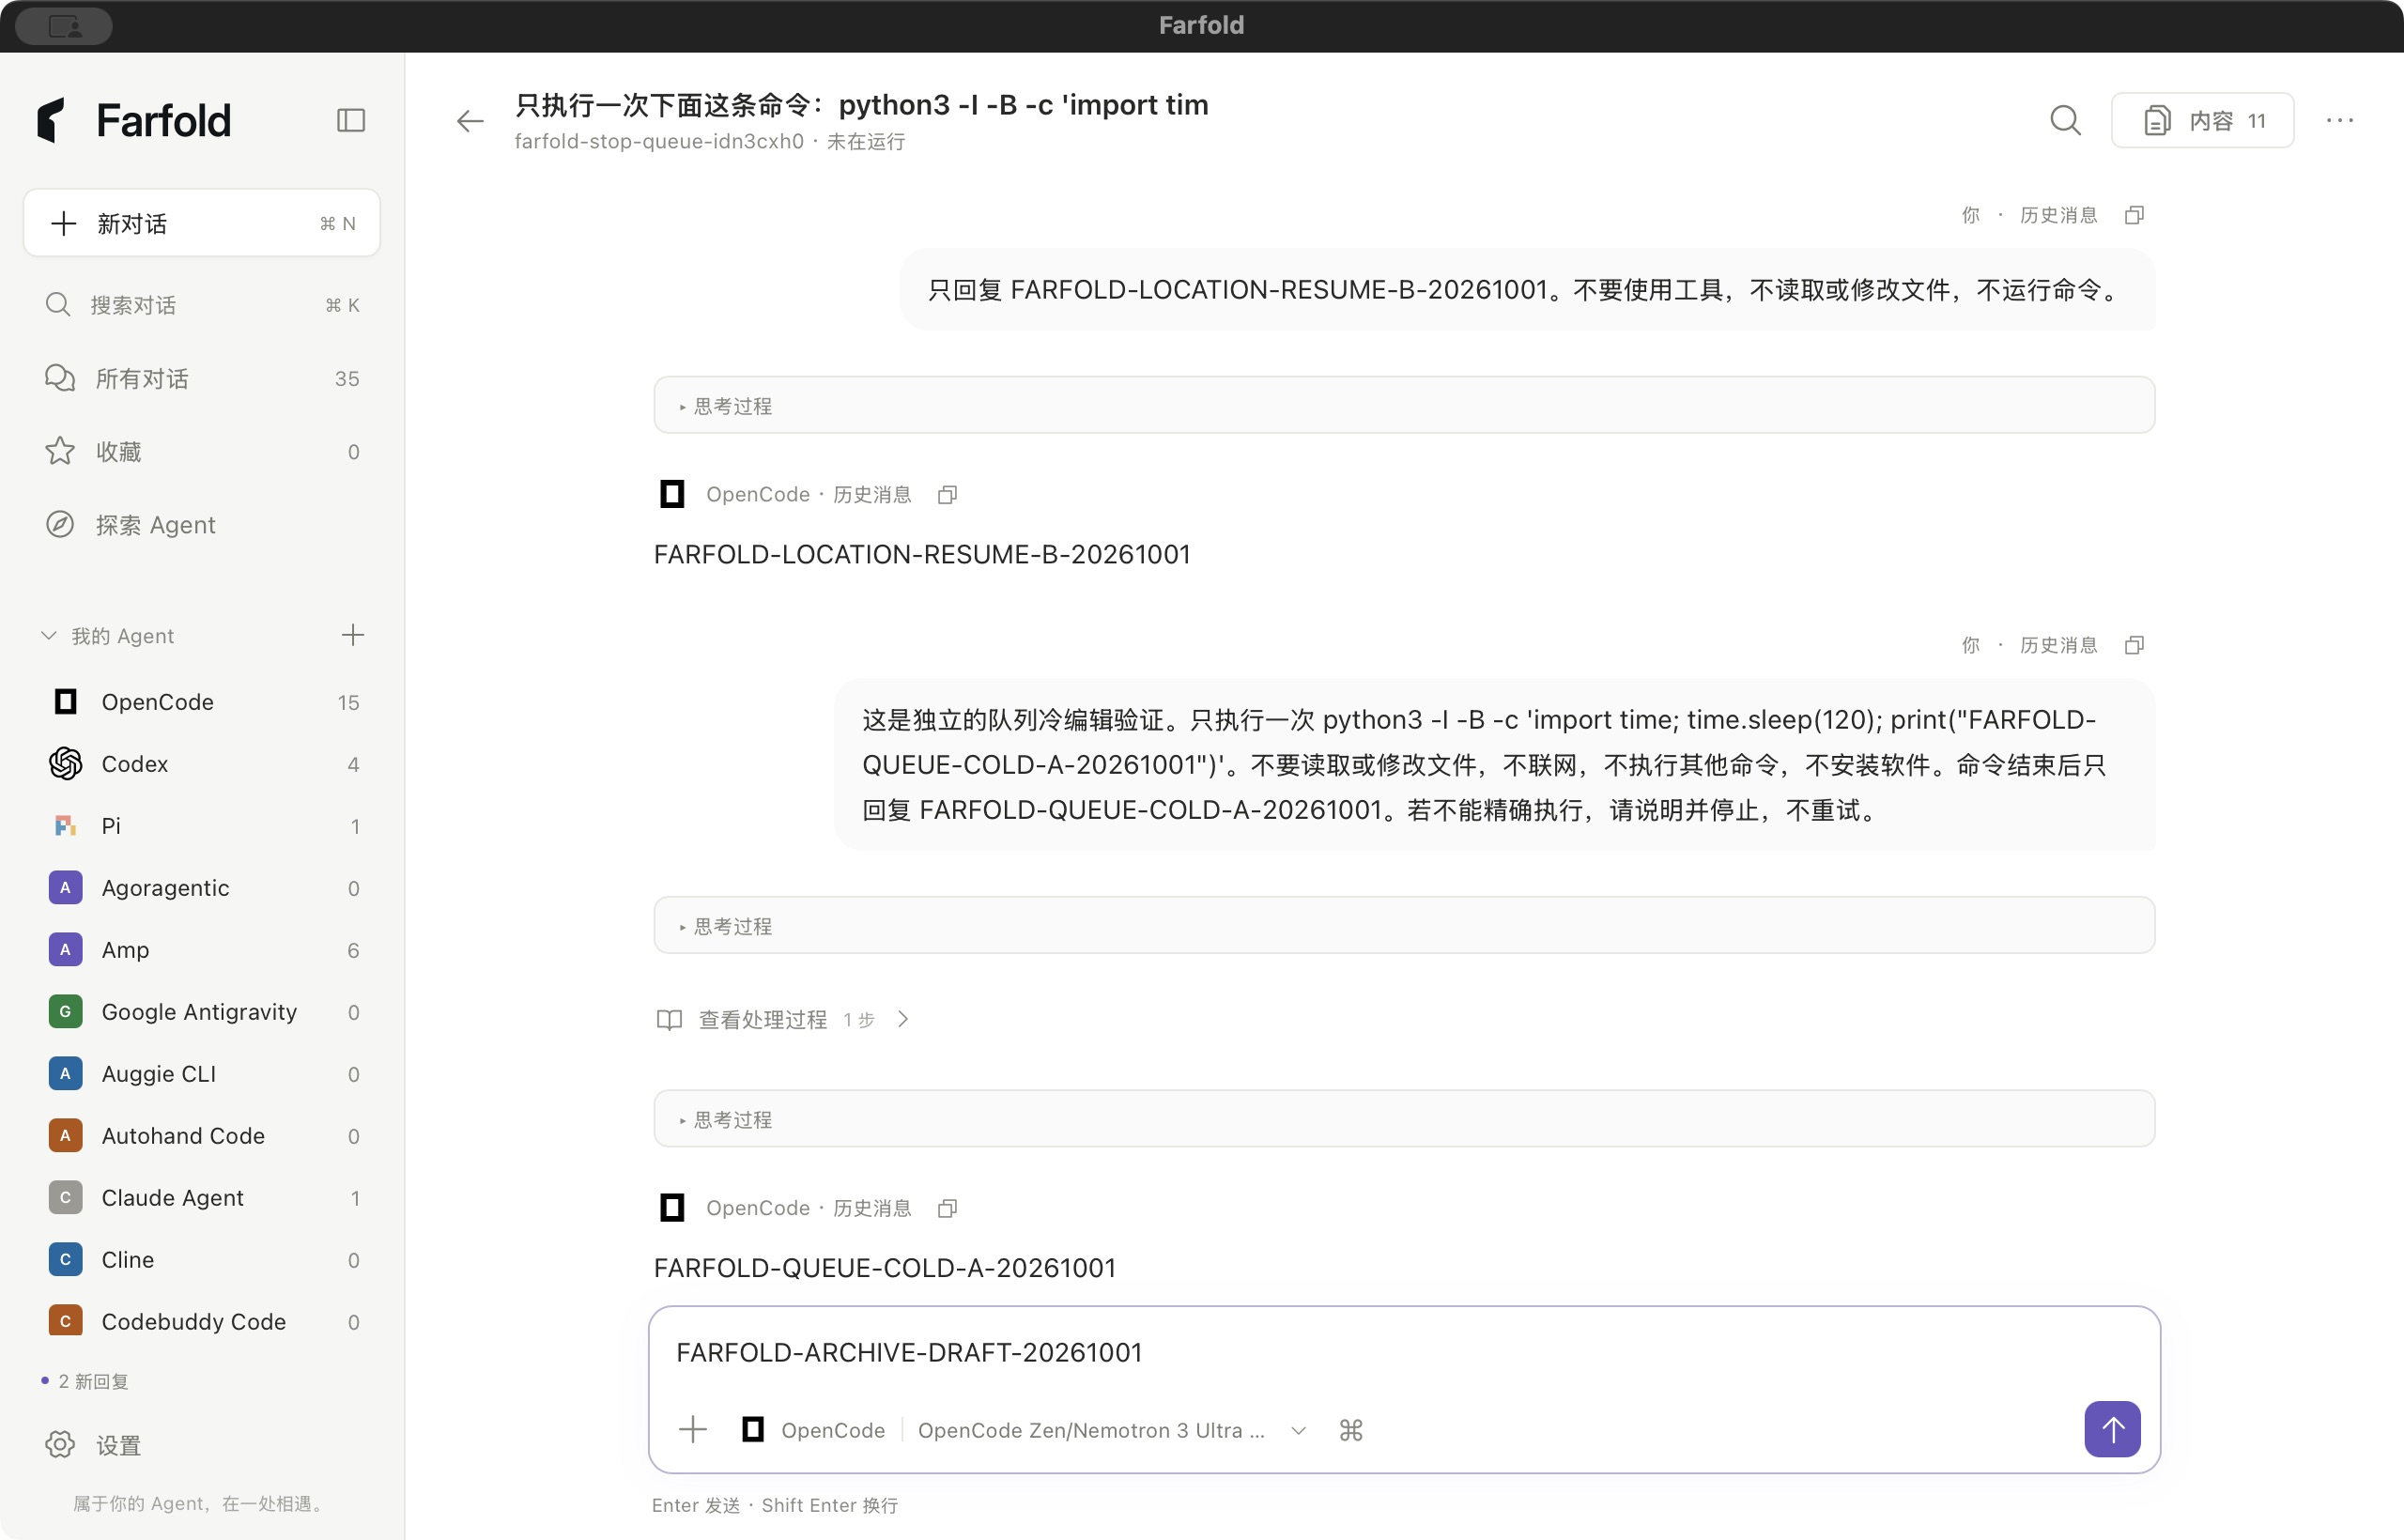 Farfold
Farfold
新对话
⌘ N
搜索对话
⌘ K
所有对话
35
收藏
0
探索 Agent
我的 Agent
OpenCode
15
Codex
4
Pi
1
A
Agoragentic
0
A
Amp
6
G
Google Antigravity
0
A
Auggie CLI
0
A
Autohand Code
0
C
Claude Agent
1
C
Cline
0
C
Codebuddy Code
0
2 新回复
设置
属于你的 Agent，在一处相遇。
只执行一次下面这条命令：python3 -I -B -c 'import tim
farfold-stop-queue-idn3cxh0 · 未在运行
内容 11
你 · 历史消息
只回复 FARFOLD-LOCATION-RESUME-B-20261001。不要使用工具，不读取或修改文件，不运行命令。
思考过程
OpenCode · 历史消息
FARFOLD-LOCATION-RESUME-B-20261001
你 · 历史消息
这是独立的队列冷编辑验证。只执行一次 python3 -I -B -c 'import time; time.sleep(120); print("FARFOLD-
QUEUE-COLD-A-20261001")'。不要读取或修改文件，不联网，不执行其他命令，不安装软件。命令结束后只
回复 FARFOLD-QUEUE-COLD-A-20261001。若不能精确执行，请说明并停止，不重试。
思考过程
查看处理过程 1 步
思考过程
OpenCode · 历史消息
FARFOLD-QUEUE-COLD-A-20261001
FARFOLD-ARCHIVE-DRAFT-20261001
OpenCode
OpenCode Zen/Nemotron 3 Ultra ...
⌘
Enter 发送 · Shift Enter 换行